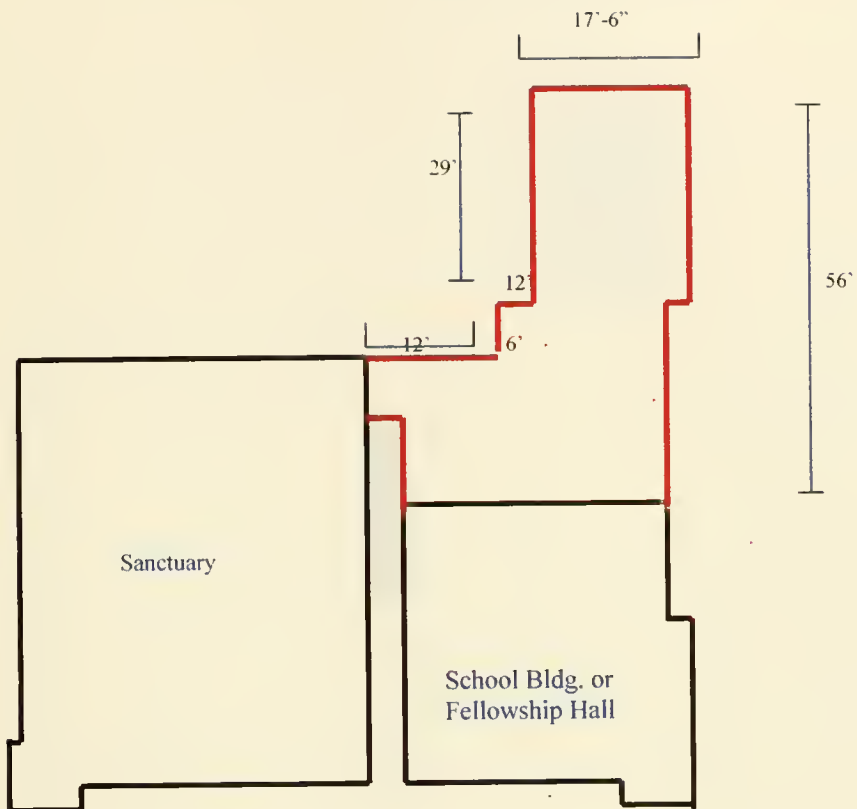 17'-6"
29'
12'
56'
12'
6'
Sanctuary
School Bldg. or
Fellowship Hall